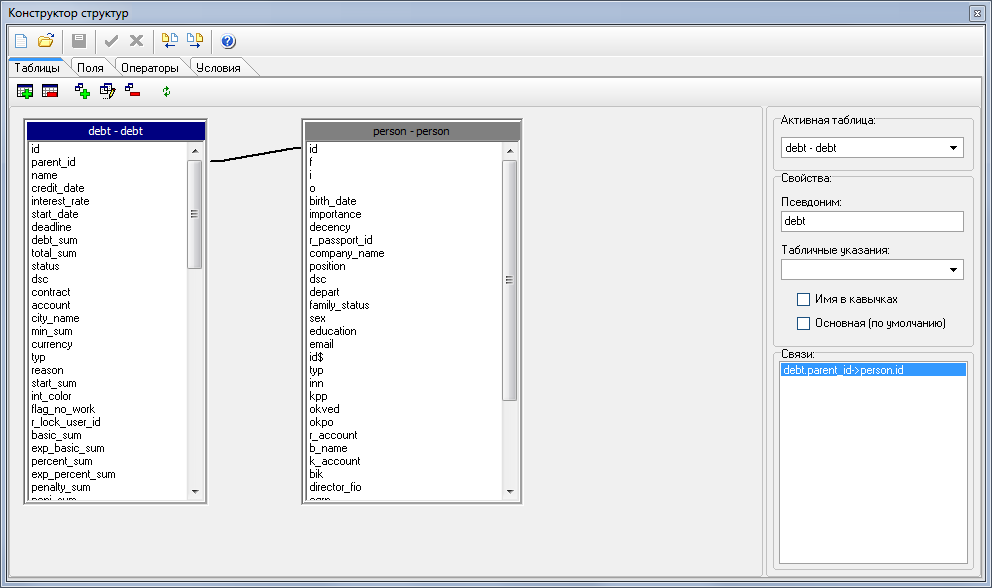 Конструктор структур
Таблицы
Поля
Операторы
Условия
debt - debt
id
parent_id
name
credit_date
interest_rate
start_date
deadline
debt_sum
total_sum
status
dsc
contract
account
city_name
min_sum
currency
typ
reason
start_sum
int_color
flag_no_work
r_lock_user_id
basic_sum
exp_basic_sum
percent_sum
exp_percent_sum
penalty_sum
person - person
id
f
i
o
birth_date
importance
decency
r_passport_id
company_name
position
dsc
depart
family_status
sex
education
email
id$
typ
inn
kpp
okved
okpo
r_account
b_name
k_account
bik
director_fio
Активная таблица:
debt - debt
Свойства:
Псевдоним:
debt
Табличные указания:
Имя в кавычках
Основная (по умолчанию)
Связи:
debt.parent_id->person.id